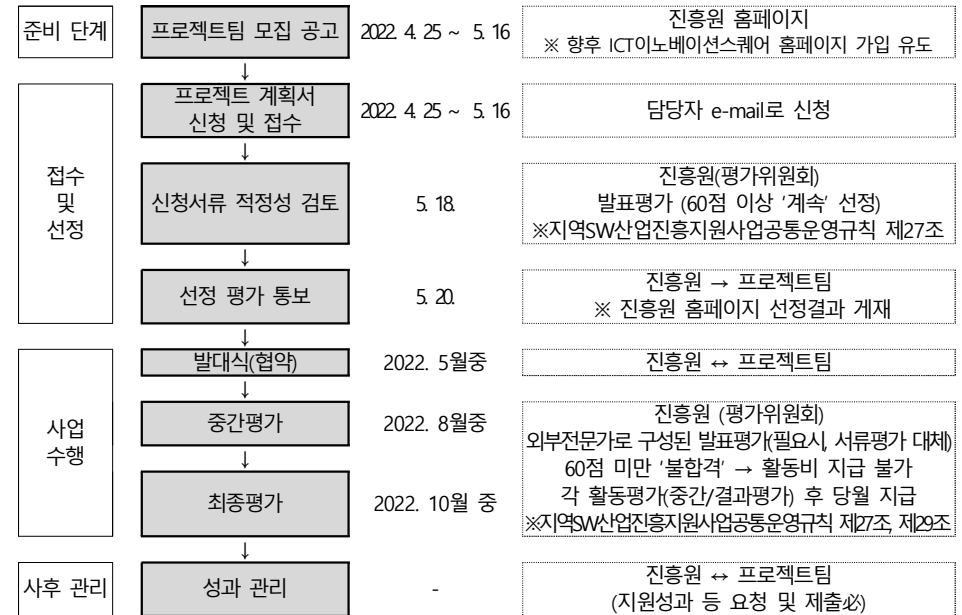 준비 단계
프로젝트팀 모집 공고
2022. 4. 25 ~ 5. 16
진흥원 홈페이지
※ 향후 ICT이노베이션스퀘어 홈페이지 가입 유도
↓
접수
및
선정
프로젝트 계획서
신청 및 접수
2022. 4. 25 ~ 5. 16
담당자 e-mail로 신청
↓
신청서류 적정성 검토
5. 18.
진흥원(평가위원회)
발표평가 (60점 이상 '계속' 선정)
※지역SW산업진흥지원사업공통운영규칙 제27조
↓
선정 평가 통보
5. 20.
진흥원 → 프로젝트팀
※ 진흥원 홈페이지 선정결과 게재
↓
사업
수행
발대식(협약)
2022. 5월중
진흥원 ↔ 프로젝트팀
↓
중간평가
2022. 8월중
↓
최종평가
2022. 10월 중
진흥원 (평가위원회)
외부전문가로 구성된 발표평가(필요시, 서류평가 대체)
60점 미만 '불합격' → 활동비 지급 불가
각 활동평가(중간/결과평가) 후 당월 지급
※지역SW산업진흥지원사업공통운영규칙 제27조, 제29조
↓
사후 관리
성과 관리
-
진흥원 ↔ 프로젝트팀
(지원성과 등 요청 및 제출必)